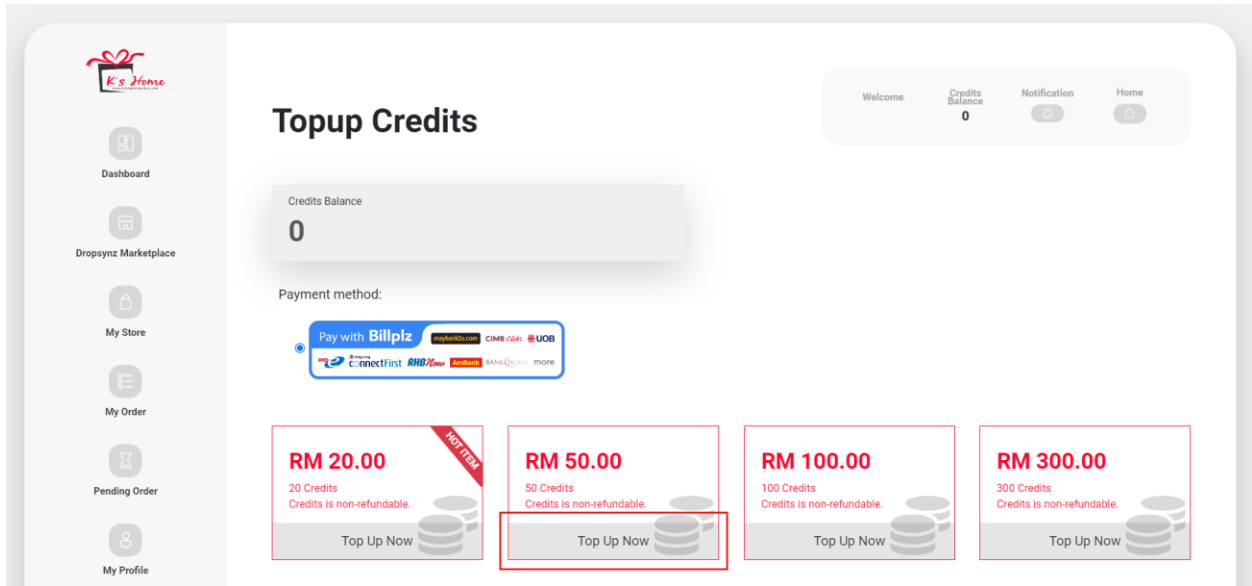 K's Home
Dashboard
Dropsynz Marketplace
My Store
My Order
Pending Order
My Profile
Topup Credits
Welcome
Credits
Balance
0
Notification
Home
Credits Balance
0
Payment method:
Pay with Billplz
maybank2u.com CIMB Clicks UOB
connectFirst RHB Now AmBank BANK ISLAM more
HOT ITEM
RM 20.00
20 Credits
Credits is non-refundable.
Top Up Now
RM 50.00
50 Credits
Credits is non-refundable.
Top Up Now
RM 100.00
100 Credits
Credits is non-refundable.
Top Up Now
RM 300.00
300 Credits
Credits is non-refundable.
Top Up Now